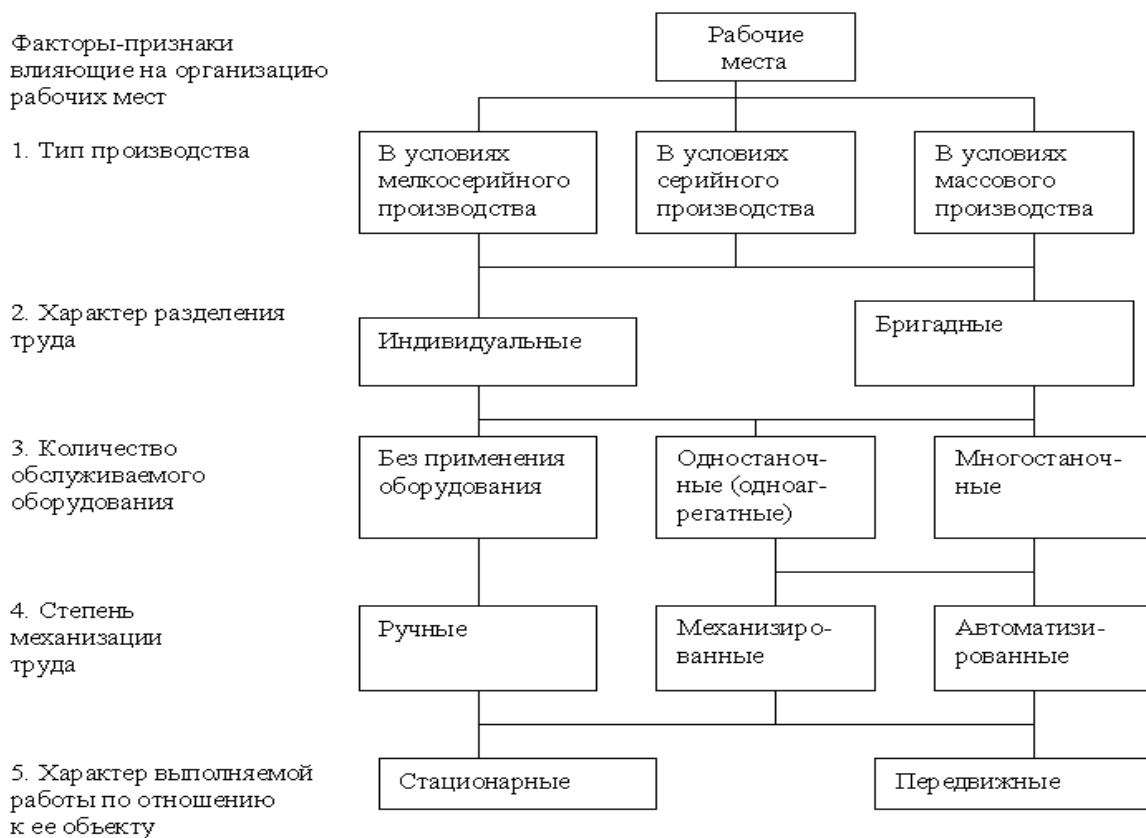 Факторы-признаки
влияющие на организацию
рабочих мест
Рабочие
места
1. Тип производства
В условиях
мелкосерийного
производства
В условиях
серийного
производства
В условиях
массового
производства
2. Характер разделения
труда
Индивидуальные
Бригадные
3. Количество
обслуживаемого
оборудования
Без применения
оборудования
Одностаноч-
ные (одноаг-
регатные)
Многостаноч-
ные
4. Степень
механизации
труда
Ручные
Механизиро-
ванные
Автоматизи-
рованные
5. Характер выполняемой
работы по отношению
к ее объекту
Стационарные
Передвижные